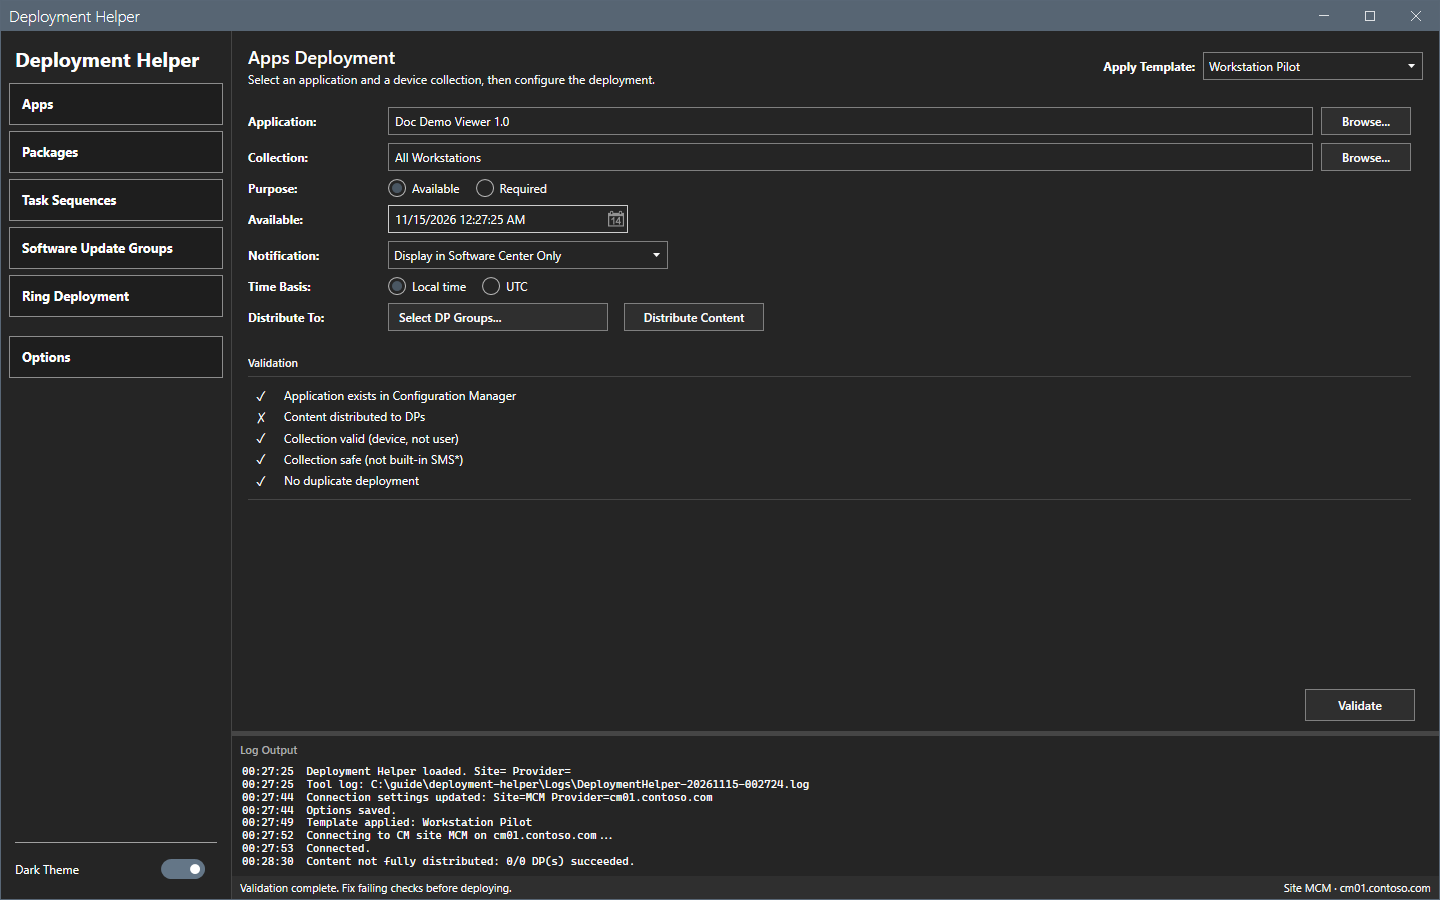 Deployment Helper
Deployment Helper
Apps
Packages
Task Sequences
Software Update Groups
Ring Deployment
Options
Dark Theme
Apps Deployment
Select an application and a device collection, then configure the deployment.
Apply Template: Workstation Pilot
Application: Doc Demo Viewer 1.0 Browse...
Collection: All Workstations Browse...
Purpose: Available Required
Available: 11/15/2026 12:27:25 AM 14
Notification: Display in Software Center Only
Time Basis: Local time UTC
Distribute To: Select DP Groups... Distribute Content
Validation
✓ Application exists in Configuration Manager
✗ Content distributed to DPs
✓ Collection valid (device, not user)
✓ Collection safe (not built-in SMS*)
✓ No duplicate deployment
Validate
Log Output
00:27:25 Deployment Helper loaded. Site= Provider=
00:27:25 Tool log: C:\guide\deployment-helper\Logs\DeploymentHelper-20261115-002724.log
00:27:44 Connection settings updated: Site=MCM Provider=cm01.contoso.com
00:27:44 Options saved.
00:27:49 Template applied: Workstation Pilot
00:27:52 Connecting to CM site MCM on cm01.contoso.com...
00:27:53 Connected.
00:28:30 Content not fully distributed: 0/0 DP(s) succeeded.
Validation complete. Fix failing checks before deploying. Site MCM · cm01.contoso.com